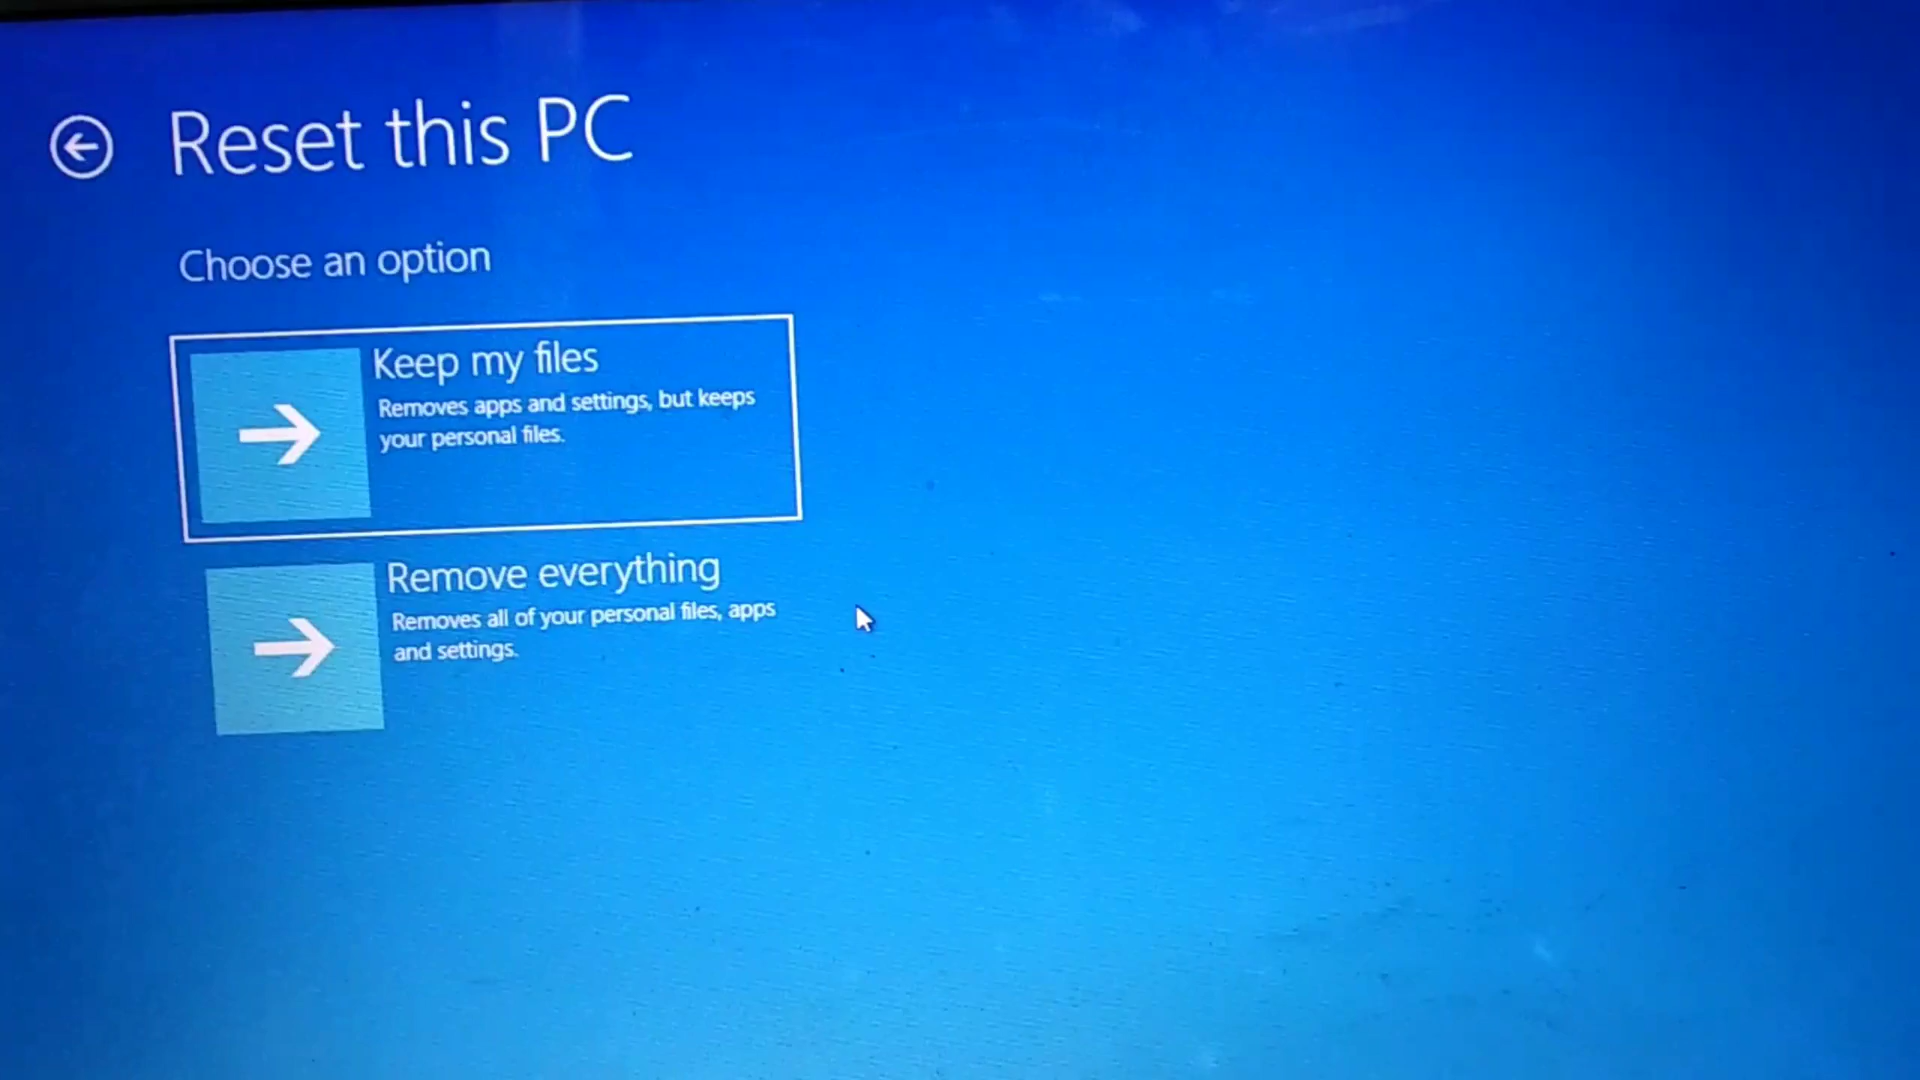 Reset this PC
Choose an option
Keep my files
Removes apps and settings, but keeps
your personal files.
Remove everything
Removes all of your personal files, apps
and settings.